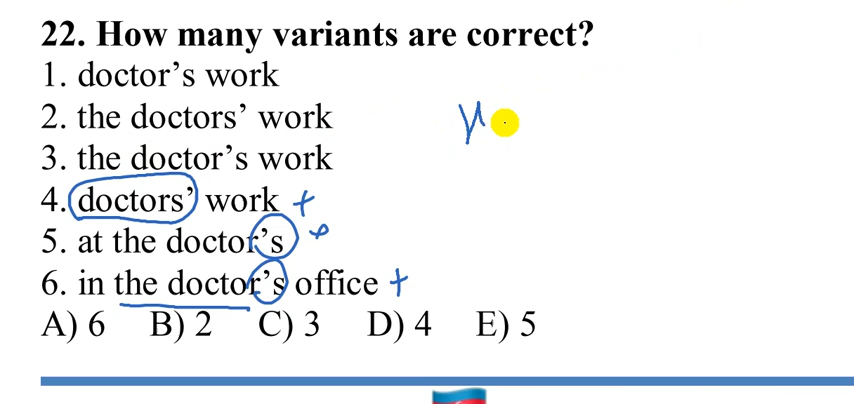 22. How many variants are correct?
1. doctor’s work
2. the doctors’ work
3. the doctor’s work
4. doctors’ work +
5. at the doctor’s
6. in the doctor’s office +
A) 6 B) 2 C) 3 D) 4 E) 5